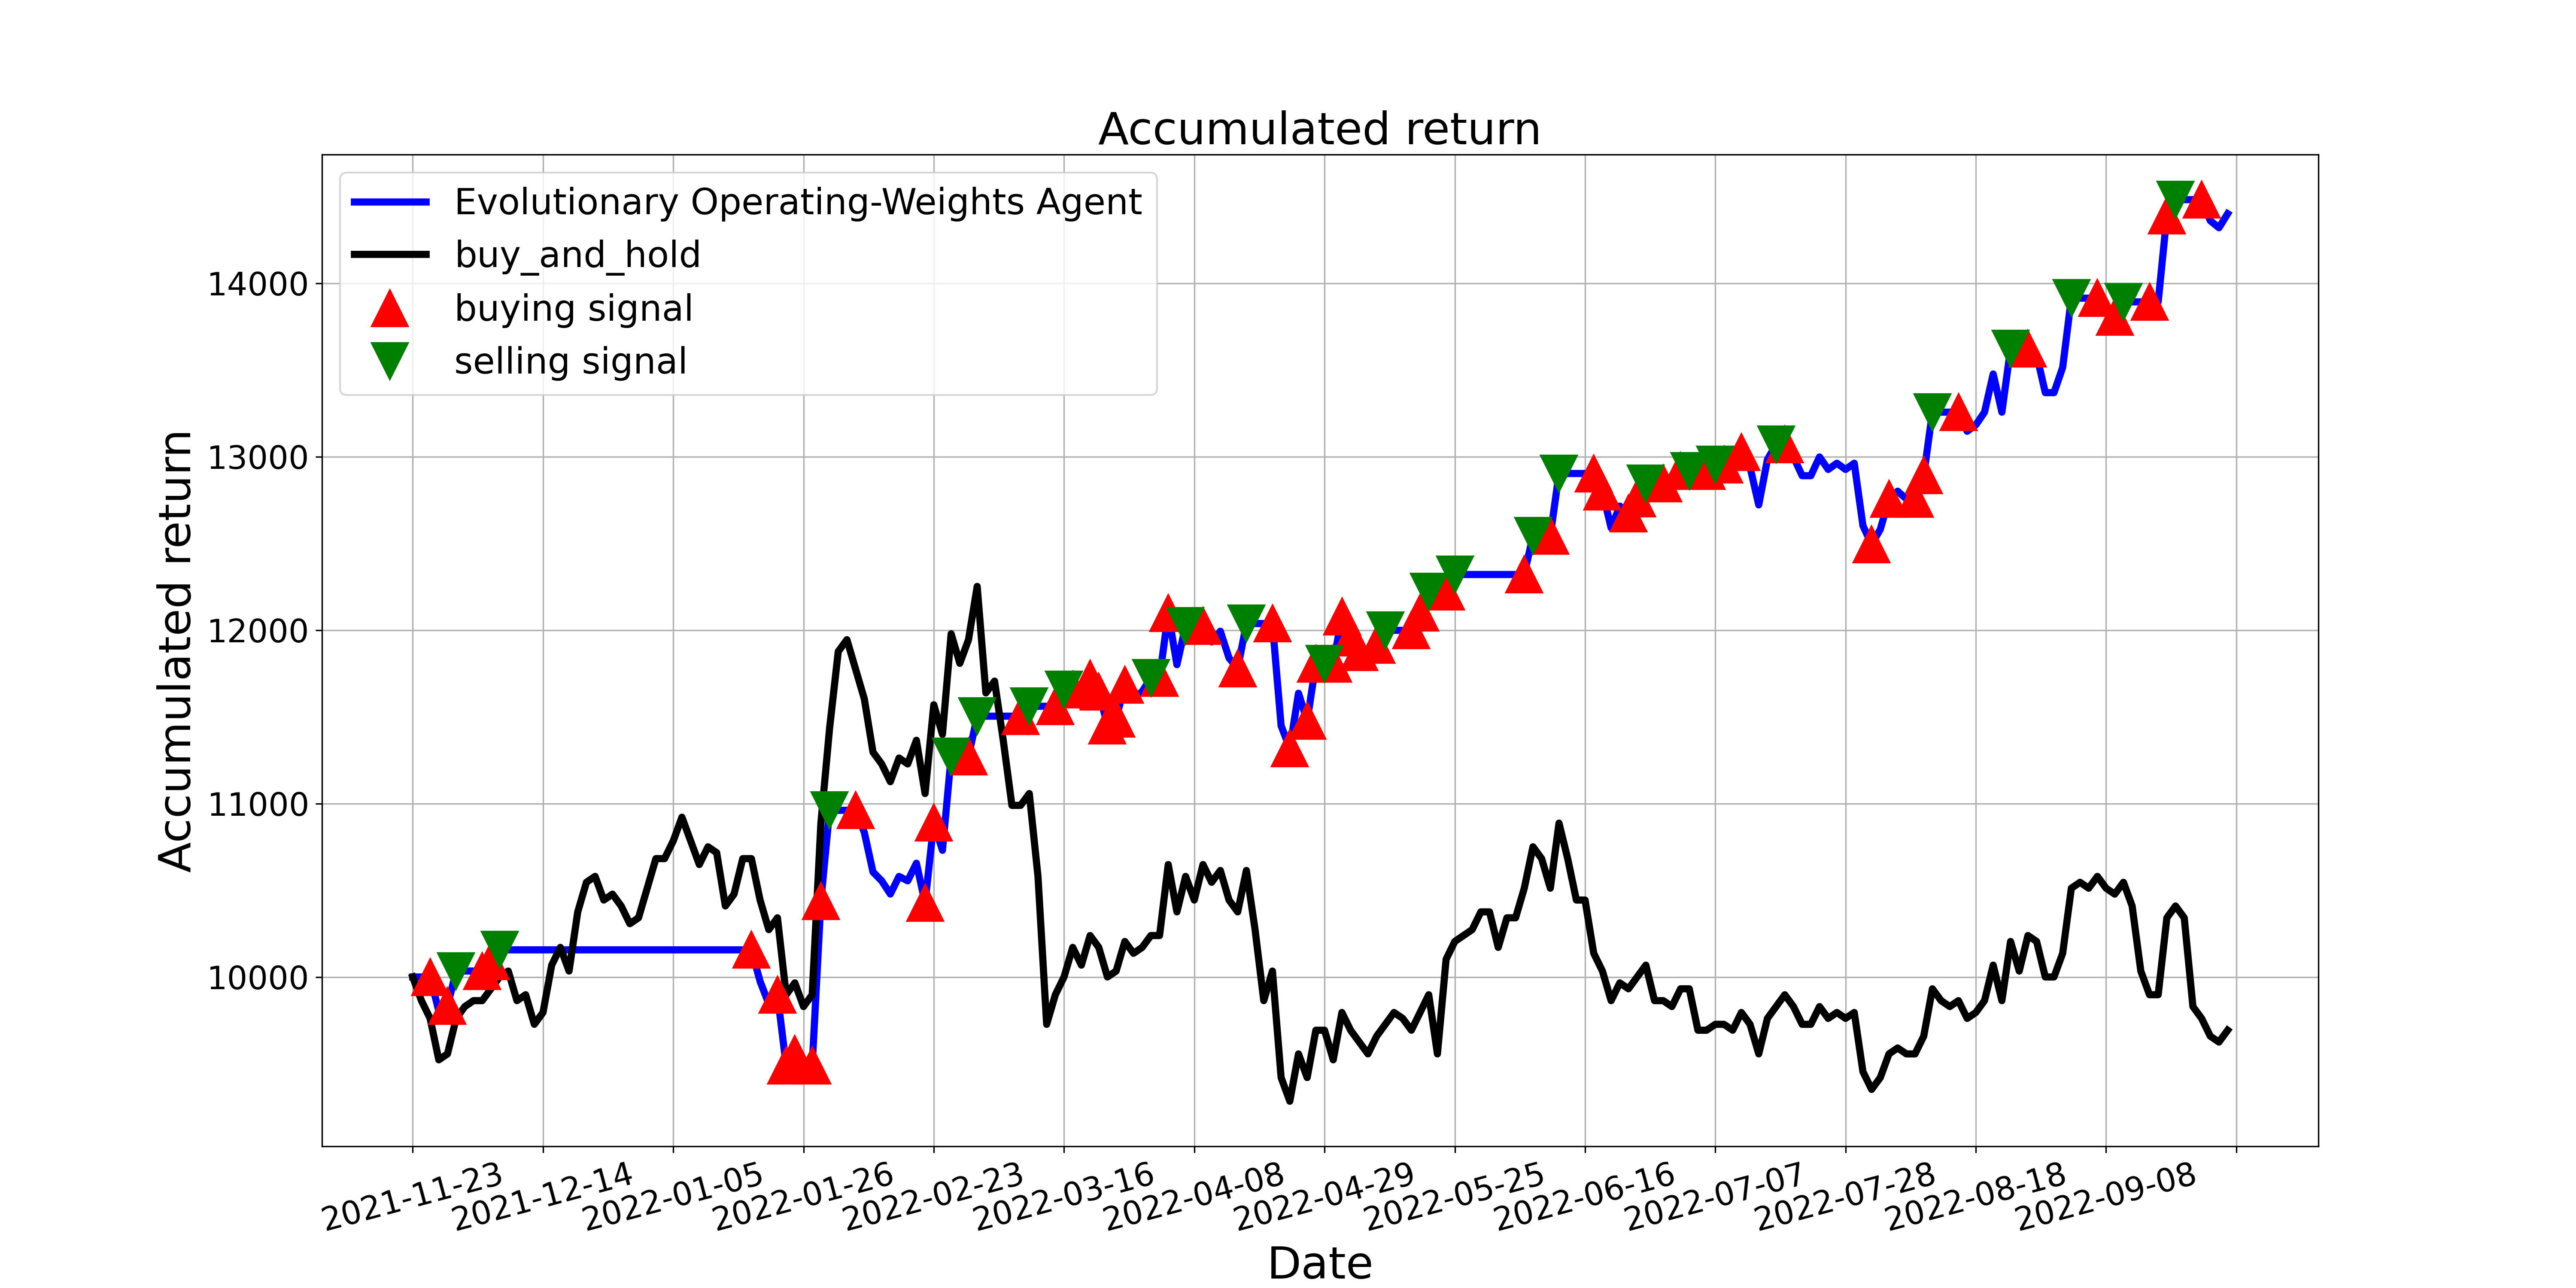 Accumulated return
Evolutionary Operating-Weights Agent
buy_and_hold
buying signal
selling signal
Accumulated return
14000
13000
12000
11000
10000
2021-11-23
2021-12-14
2022-01-05
2022-01-26
2022-02-23
2022-03-16
2022-04-08
2022-04-29
2022-05-25
2022-06-16
2022-07-07
2022-07-28
2022-08-18
2022-09-08
Date